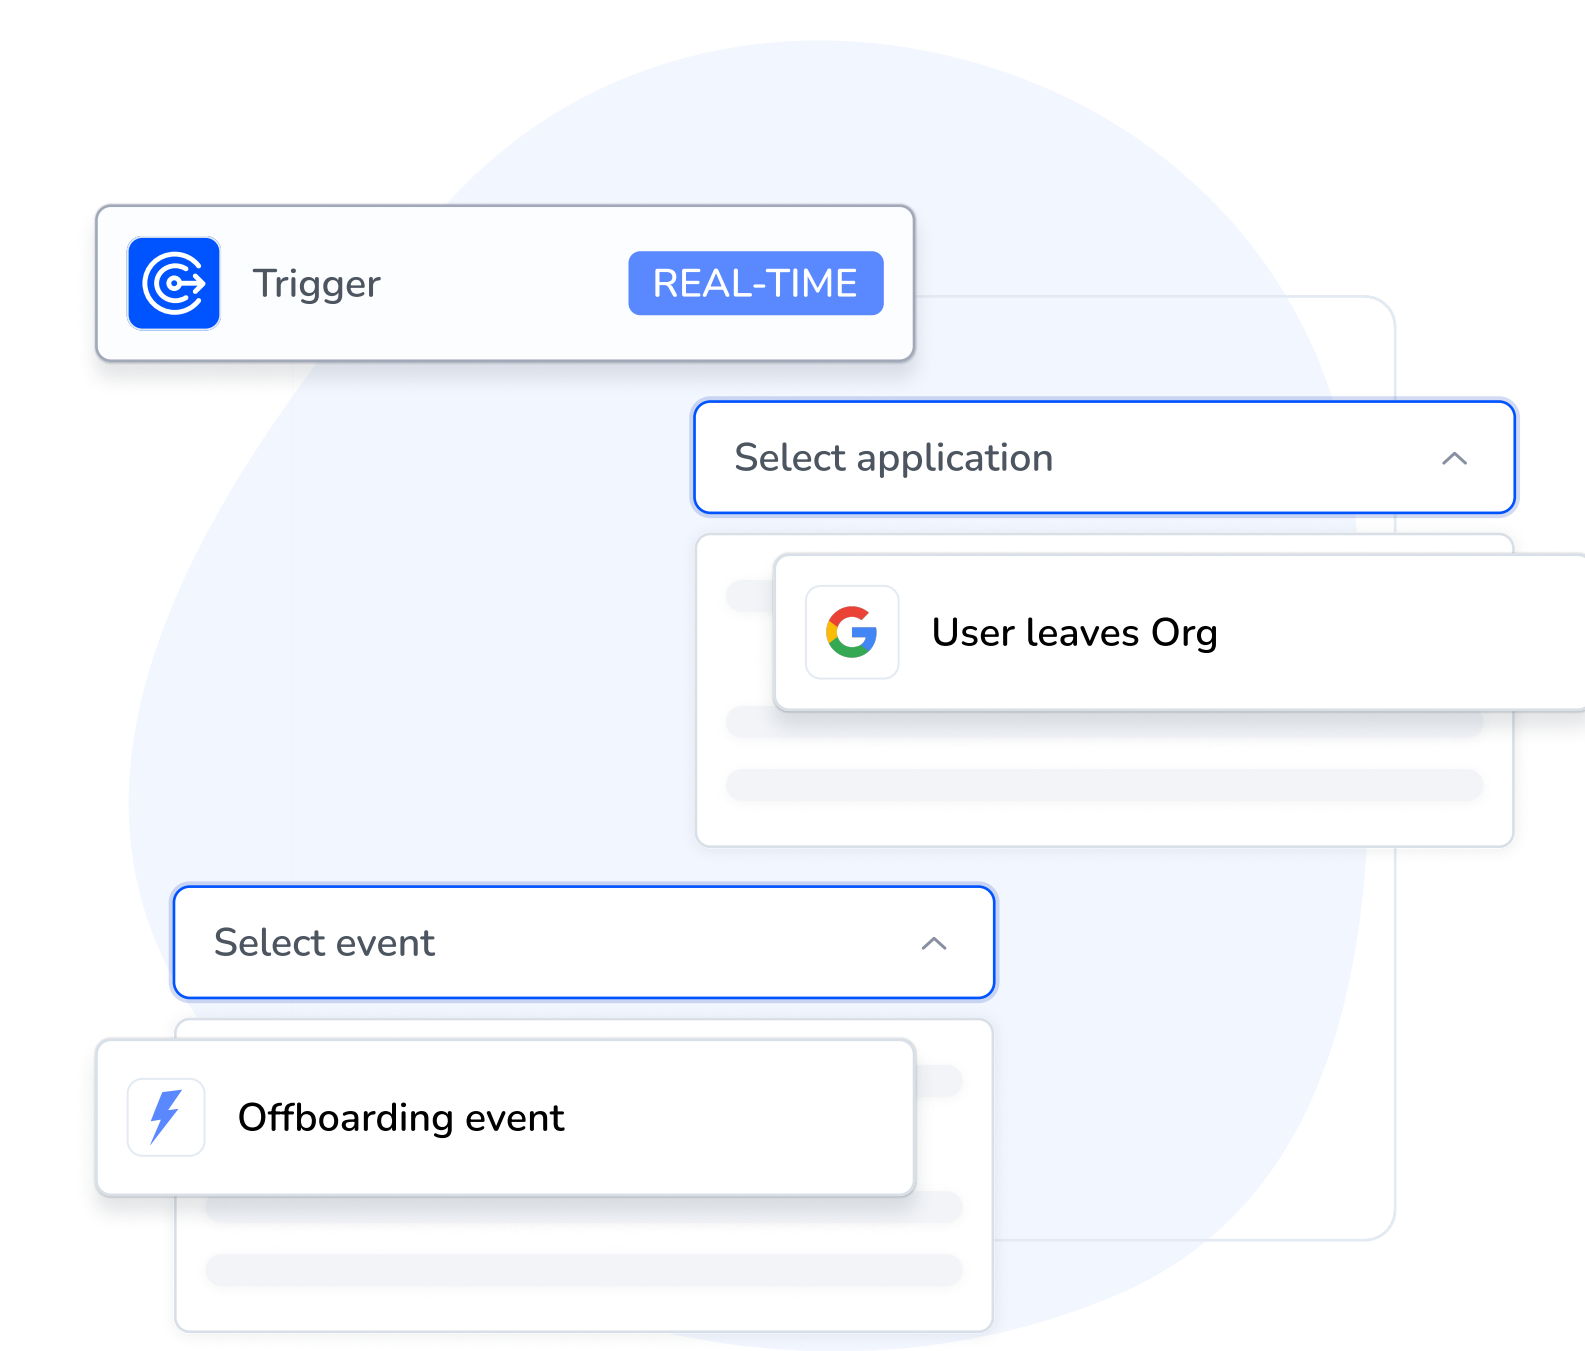 Trigger
REAL-TIME
Select application
User leaves Org
Select event
Offboarding event